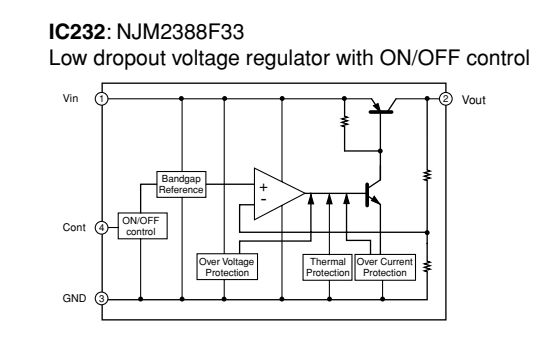 IC232: NJM2388F33
Low dropout voltage regulator with ON/OFF control
Vin
1
2
Vout
Bandgap
Reference
+
-
Cont
4
ON/OFF
control
Over Voltage
Protection
Thermal
Protection
Over Current
Protection
GND
3